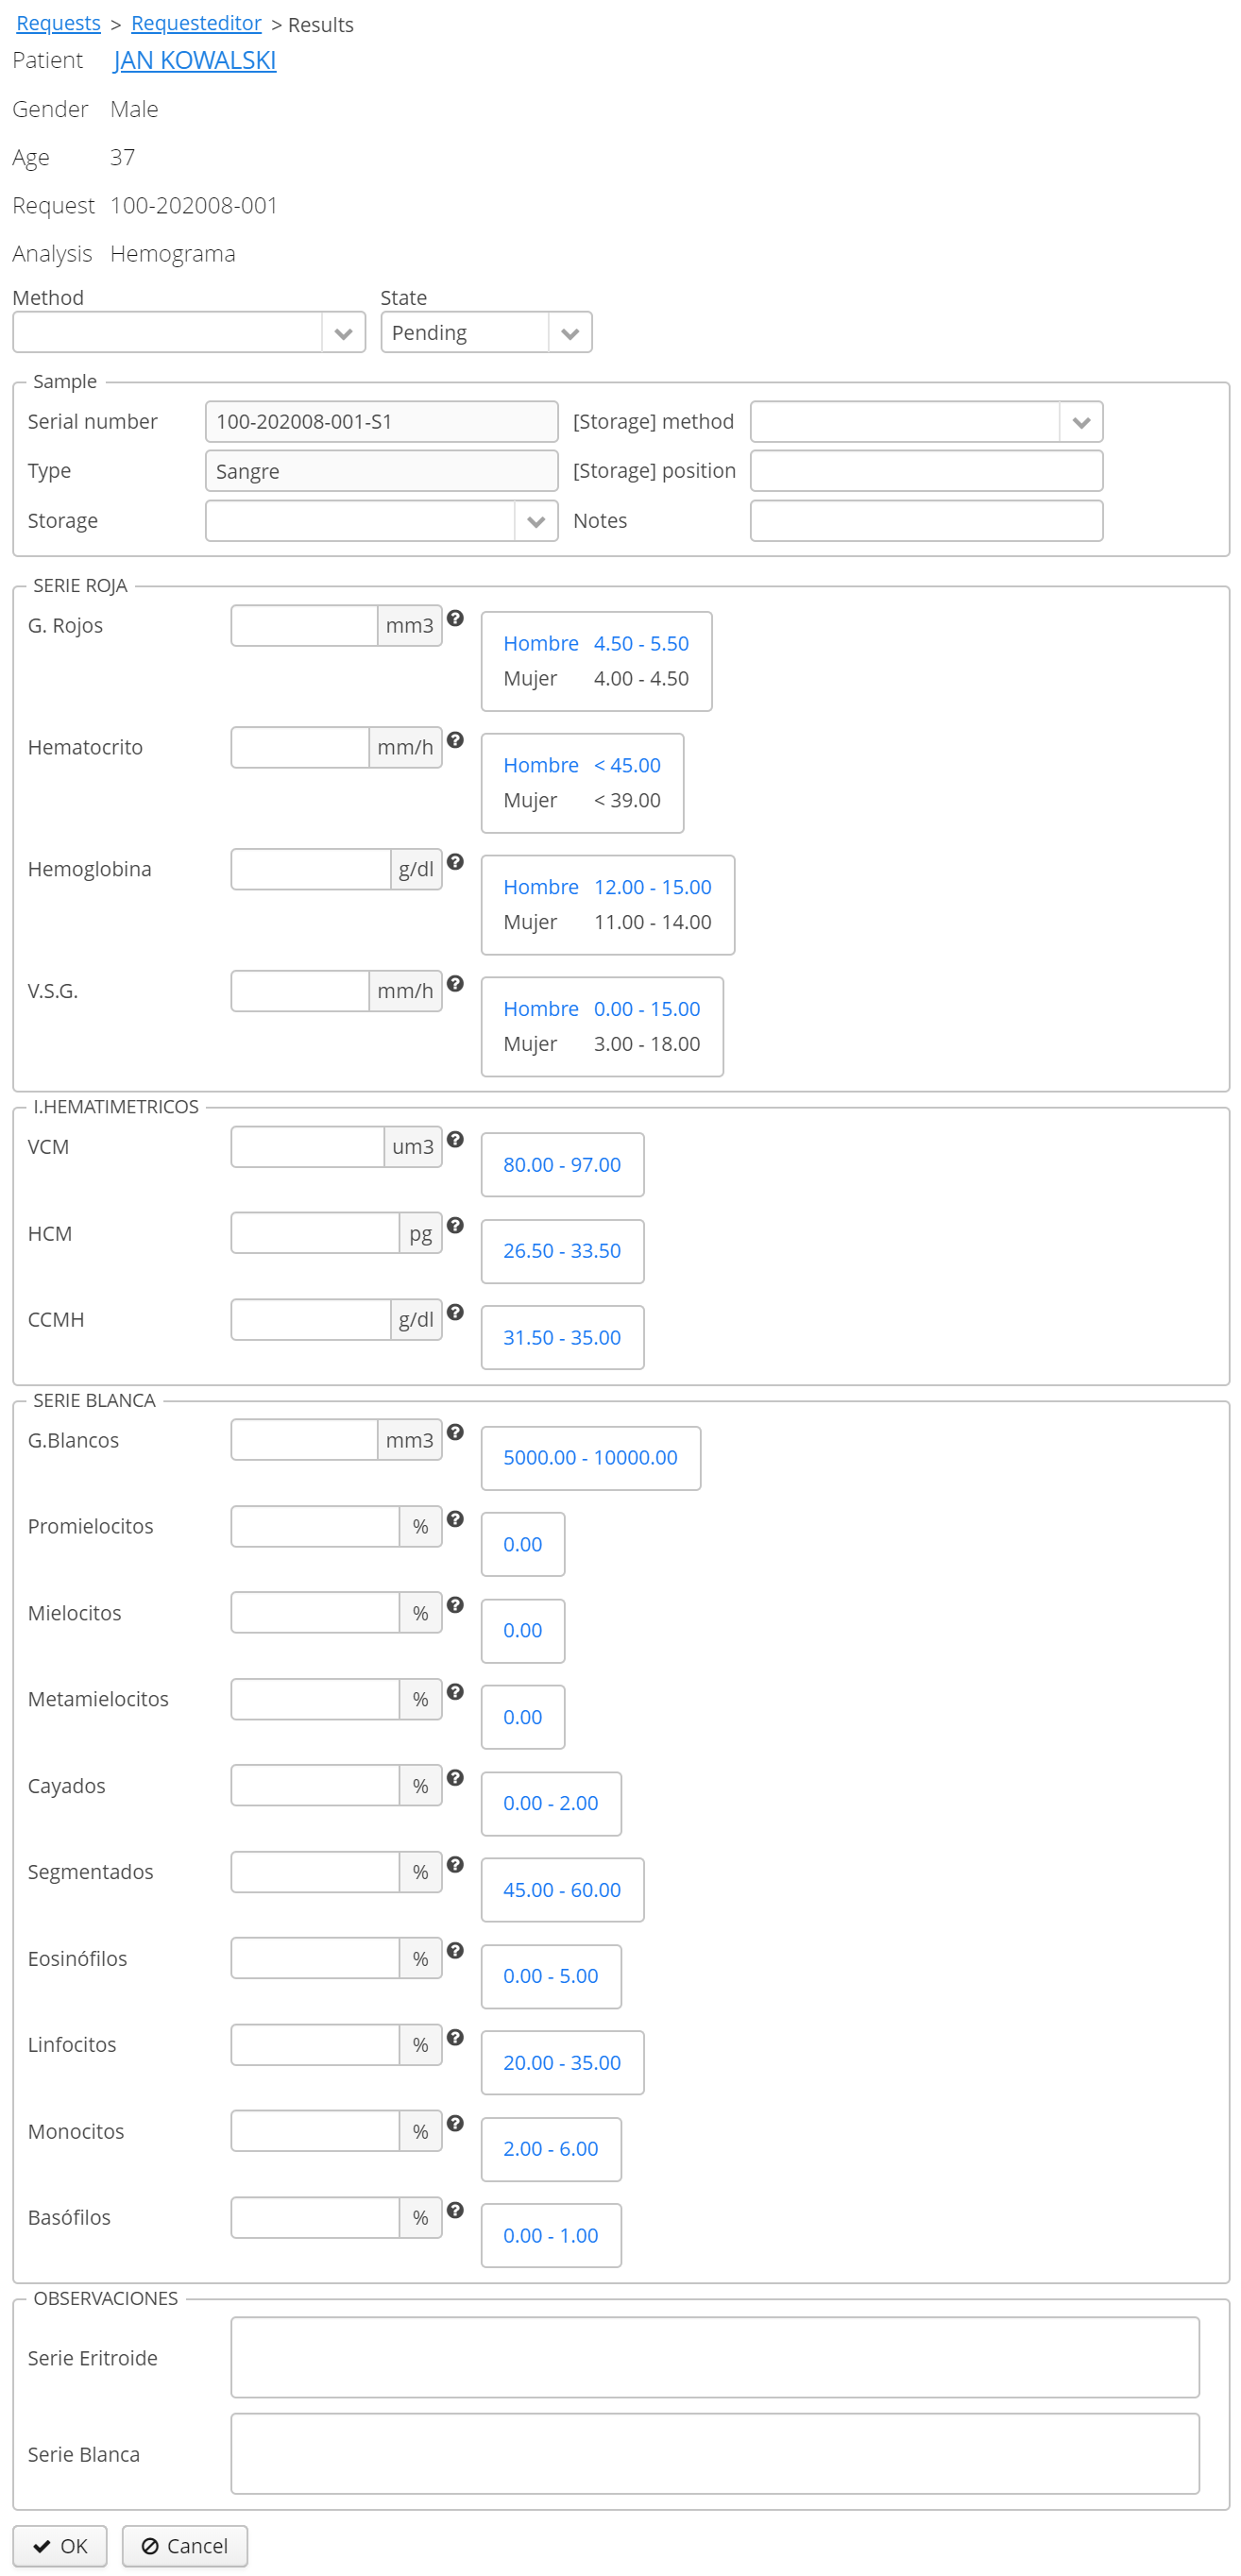 Requests > Requesteditor > Results
Patient JAN KOWALSKI
Gender Male
Age 37
Request 100-202008-001
Analysis Hemograma
Method State
Pending
Sample
Serial number 100-202008-001-S1 [Storage] method
Type Sangre [Storage] position
Storage Notes
SERIE ROJA
G. Rojos mm3
Hombre 4.50 - 5.50
Mujer 4.00 - 4.50
Hematocrito mm/h
Hombre < 45.00
Mujer < 39.00
Hemoglobina g/dl
Hombre 12.00 - 15.00
Mujer 11.00 - 14.00
V.S.G. mm/h
Hombre 0.00 - 15.00
Mujer 3.00 - 18.00
I.HEMATIMETRICOS
VCM um3 80.00 - 97.00
HCM pg 26.50 - 33.50
CCMH g/dl 31.50 - 35.00
SERIE BLANCA
G.Blancos mm3 5000.00 - 10000.00
Promielocitos % 0.00
Mielocitos % 0.00
Metamielocitos % 0.00
Cayados % 0.00 - 2.00
Segmentados % 45.00 - 60.00
Eosinófilos % 0.00 - 5.00
Linfocitos % 20.00 - 35.00
Monocitos % 2.00 - 6.00
Basófilos % 0.00 - 1.00
OBSERVACIONES
Serie Eritroide
Serie Blanca
OK Cancel